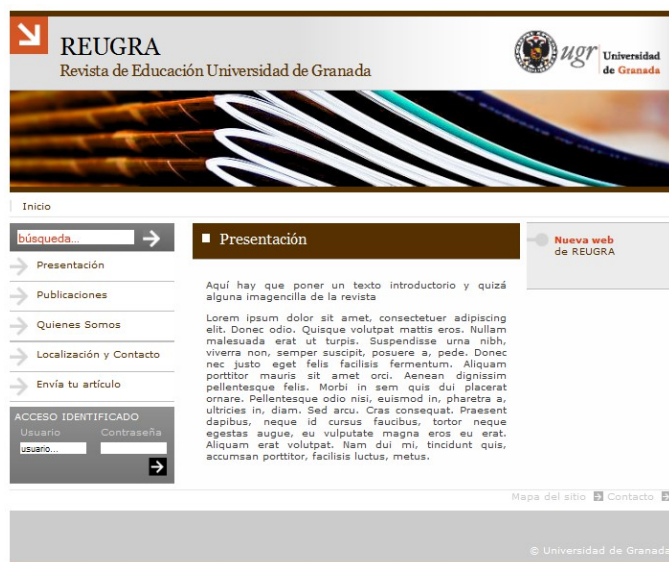 REUGRA
Revista de Educación Universidad de Granada
ugr Universidad
de Granada
Inicio
búsqueda...
Presentación
Publicaciones
Quienes Somos
Localización y Contacto
Envía tu artículo
ACCESO IDENTIFICADO
Usuario Contraseña
usuario...
Presentación
Aquí hay que poner un texto introductorio y quizá
alguna imagencilla de la revista
Lorem ipsum dolor sit amet, consectetuer adipiscing
elit. Donec odio. Quisque volutpat mattis eros. Nullam
malesuada erat ut turpis. Suspendisse urna nibh,
viverra non, semper suscipit, posuere a, pede. Donec
nec justo eget felis facilisis fermentum. Aliquam
porttitor mauris sit amet orci. Aenean dignissim
pellentesque felis. Morbi in sem quis dui placerat
ornare. Pellentesque odio nisi, euismod in, pharetra a,
ultricies in, diam. Sed arcu. Cras consequat. Praesent
dapibus, neque id cursus faucibus, tortor neque
egestas augue, eu vulputate magna eros eu erat.
Aliquam erat volutpat. Nam dui mi, tincidunt quis,
accumsan porttitor, facilisis luctus, metus.
Nueva web
de REUGRA
Mapa del sitio Contacto
© Universidad de Granada